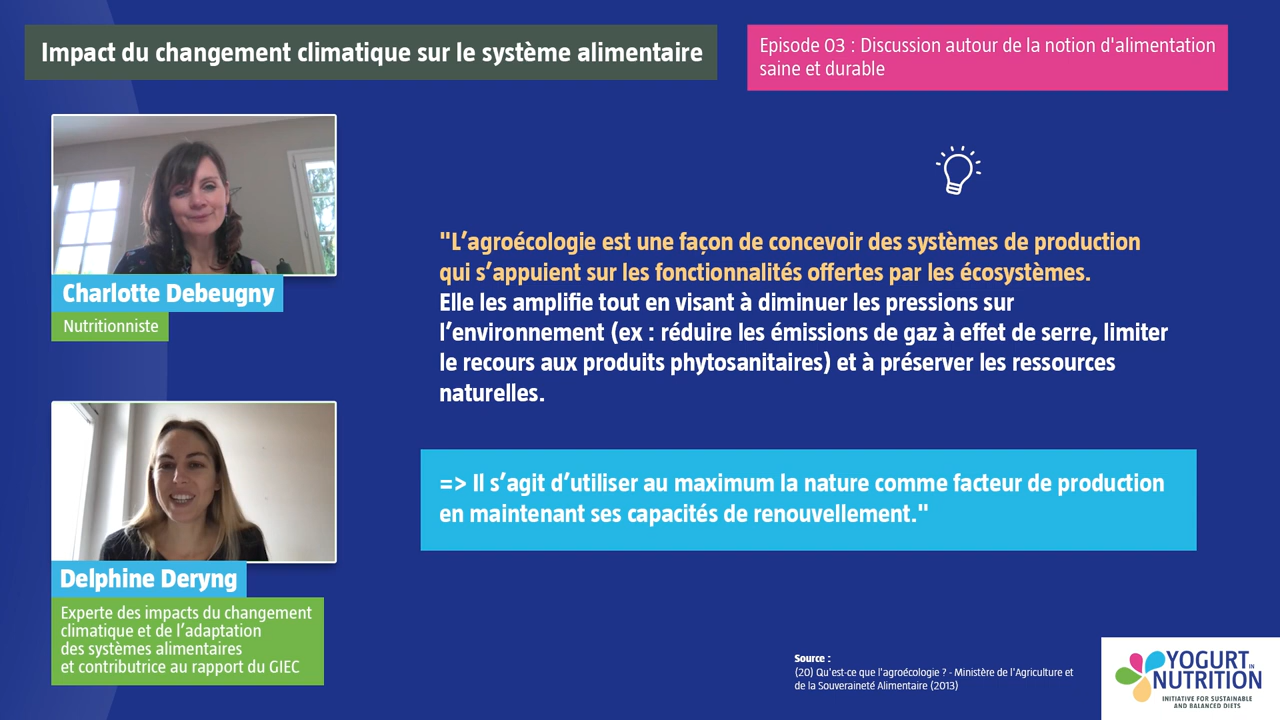 Impact du changement climatique sur le système alimentaire
Episode 03 : Discussion autour de la notion d'alimentation
saine et durable
Charlotte Debeugny
Nutritionniste
"L’agroécologie est une façon de concevoir des systèmes de production
qui s’appuient sur les fonctionnalités offertes par les écosystèmes.
Elle les amplifie tout en visant à diminuer les pressions sur
l’environnement (ex : réduire les émissions de gaz à effet de serre, limiter
le recours aux produits phytosanitaires) et à préserver les ressources
naturelles.
=> Il s’agit d’utiliser au maximum la nature comme facteur de production
en maintenant ses capacités de renouvellement."
Delphine Deryng
Experte des impacts du changement
climatique et de l’adaptation
des systèmes alimentaires
et contributrice au rapport du GIEC
Source :
(20) Qu'est-ce que l'agroécologie ? - Ministère de l'Agriculture et
de la Souveraineté Alimentaire (2013)
YOGURT IN
NUTRITION
INITIATIVE FOR SUSTAINABLE
AND BALANCED DIETS